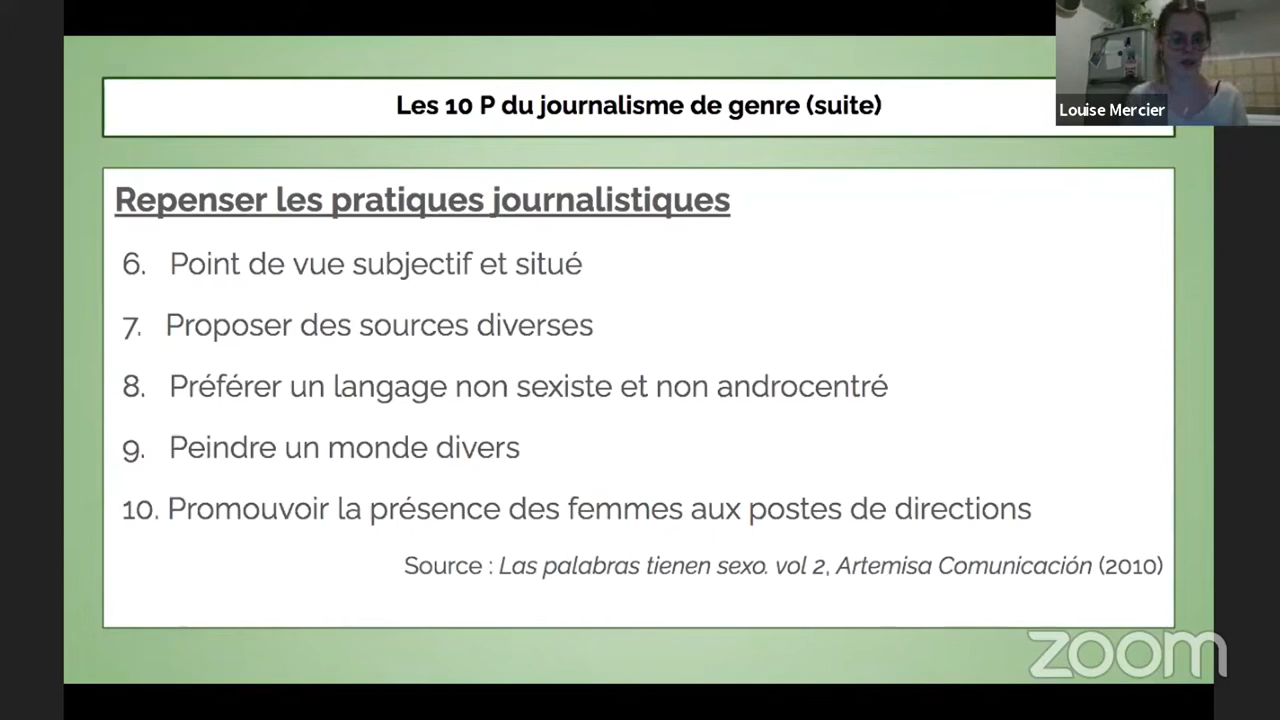 Les 10 P du journalisme de genre (suite)
Louise Mercier
Repenser les pratiques journalistiques
6. Point de vue subjectif et situé
7. Proposer des sources diverses
8. Préférer un langage non sexiste et non androcentré
9. Peindre un monde divers
10. Promouvoir la présence des femmes aux postes de directions
Source : Las palabras tienen sexo. vol 2, Artemisa Comunicación (2010)
zoom